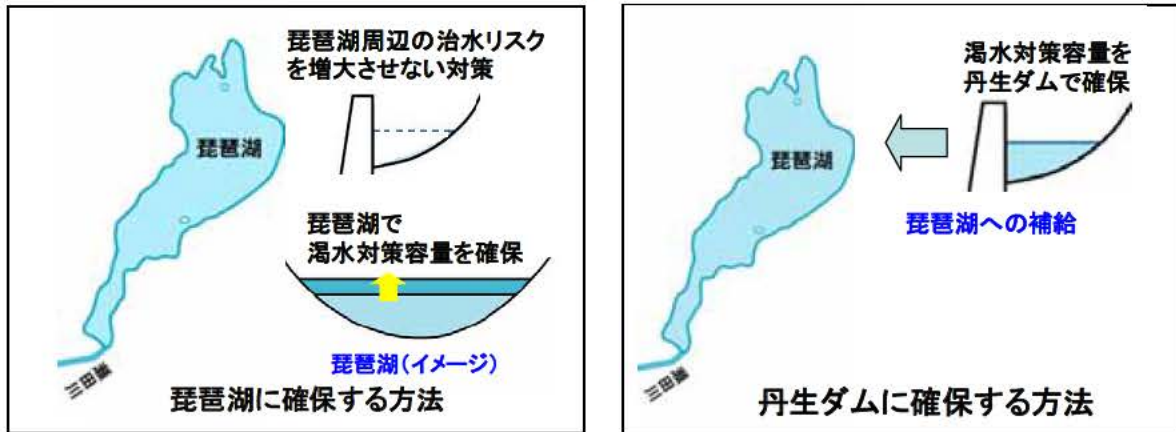 琵琶湖周辺の治水リスク
を増大させない対策
琵琶湖
琵琶湖で
渇水対策容量を確保
琵琶湖(イメージ)
瀬田川
琵琶湖に確保する方法
渇水対策容量を
丹生ダムで確保
琵琶湖
琵琶湖への補給
瀬田川
丹生ダムに確保する方法